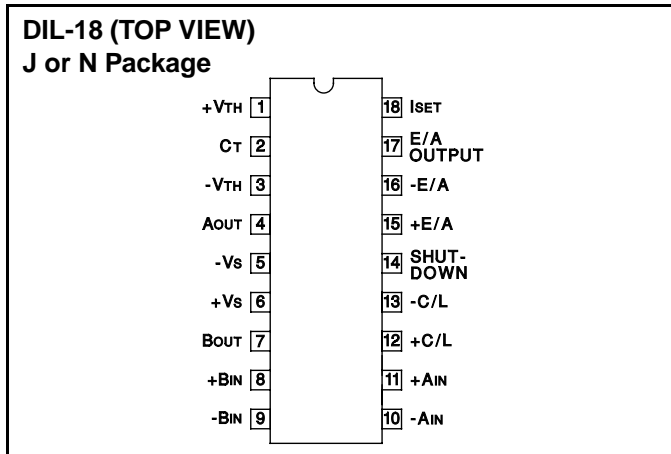 DIL-18 (TOP VIEW)
J or N Package
+VTH 1
CT 2
-VTH 3
AOUT 4
-VS 5
+VS 6
BOUT 7
+BIN 8
-BIN 9
18 ISET
17 E/A
OUTPUT
16 -E/A
15 +E/A
14 SHUT-
DOWN
13 -C/L
12 +C/L
11 +AIN
10 -AIN